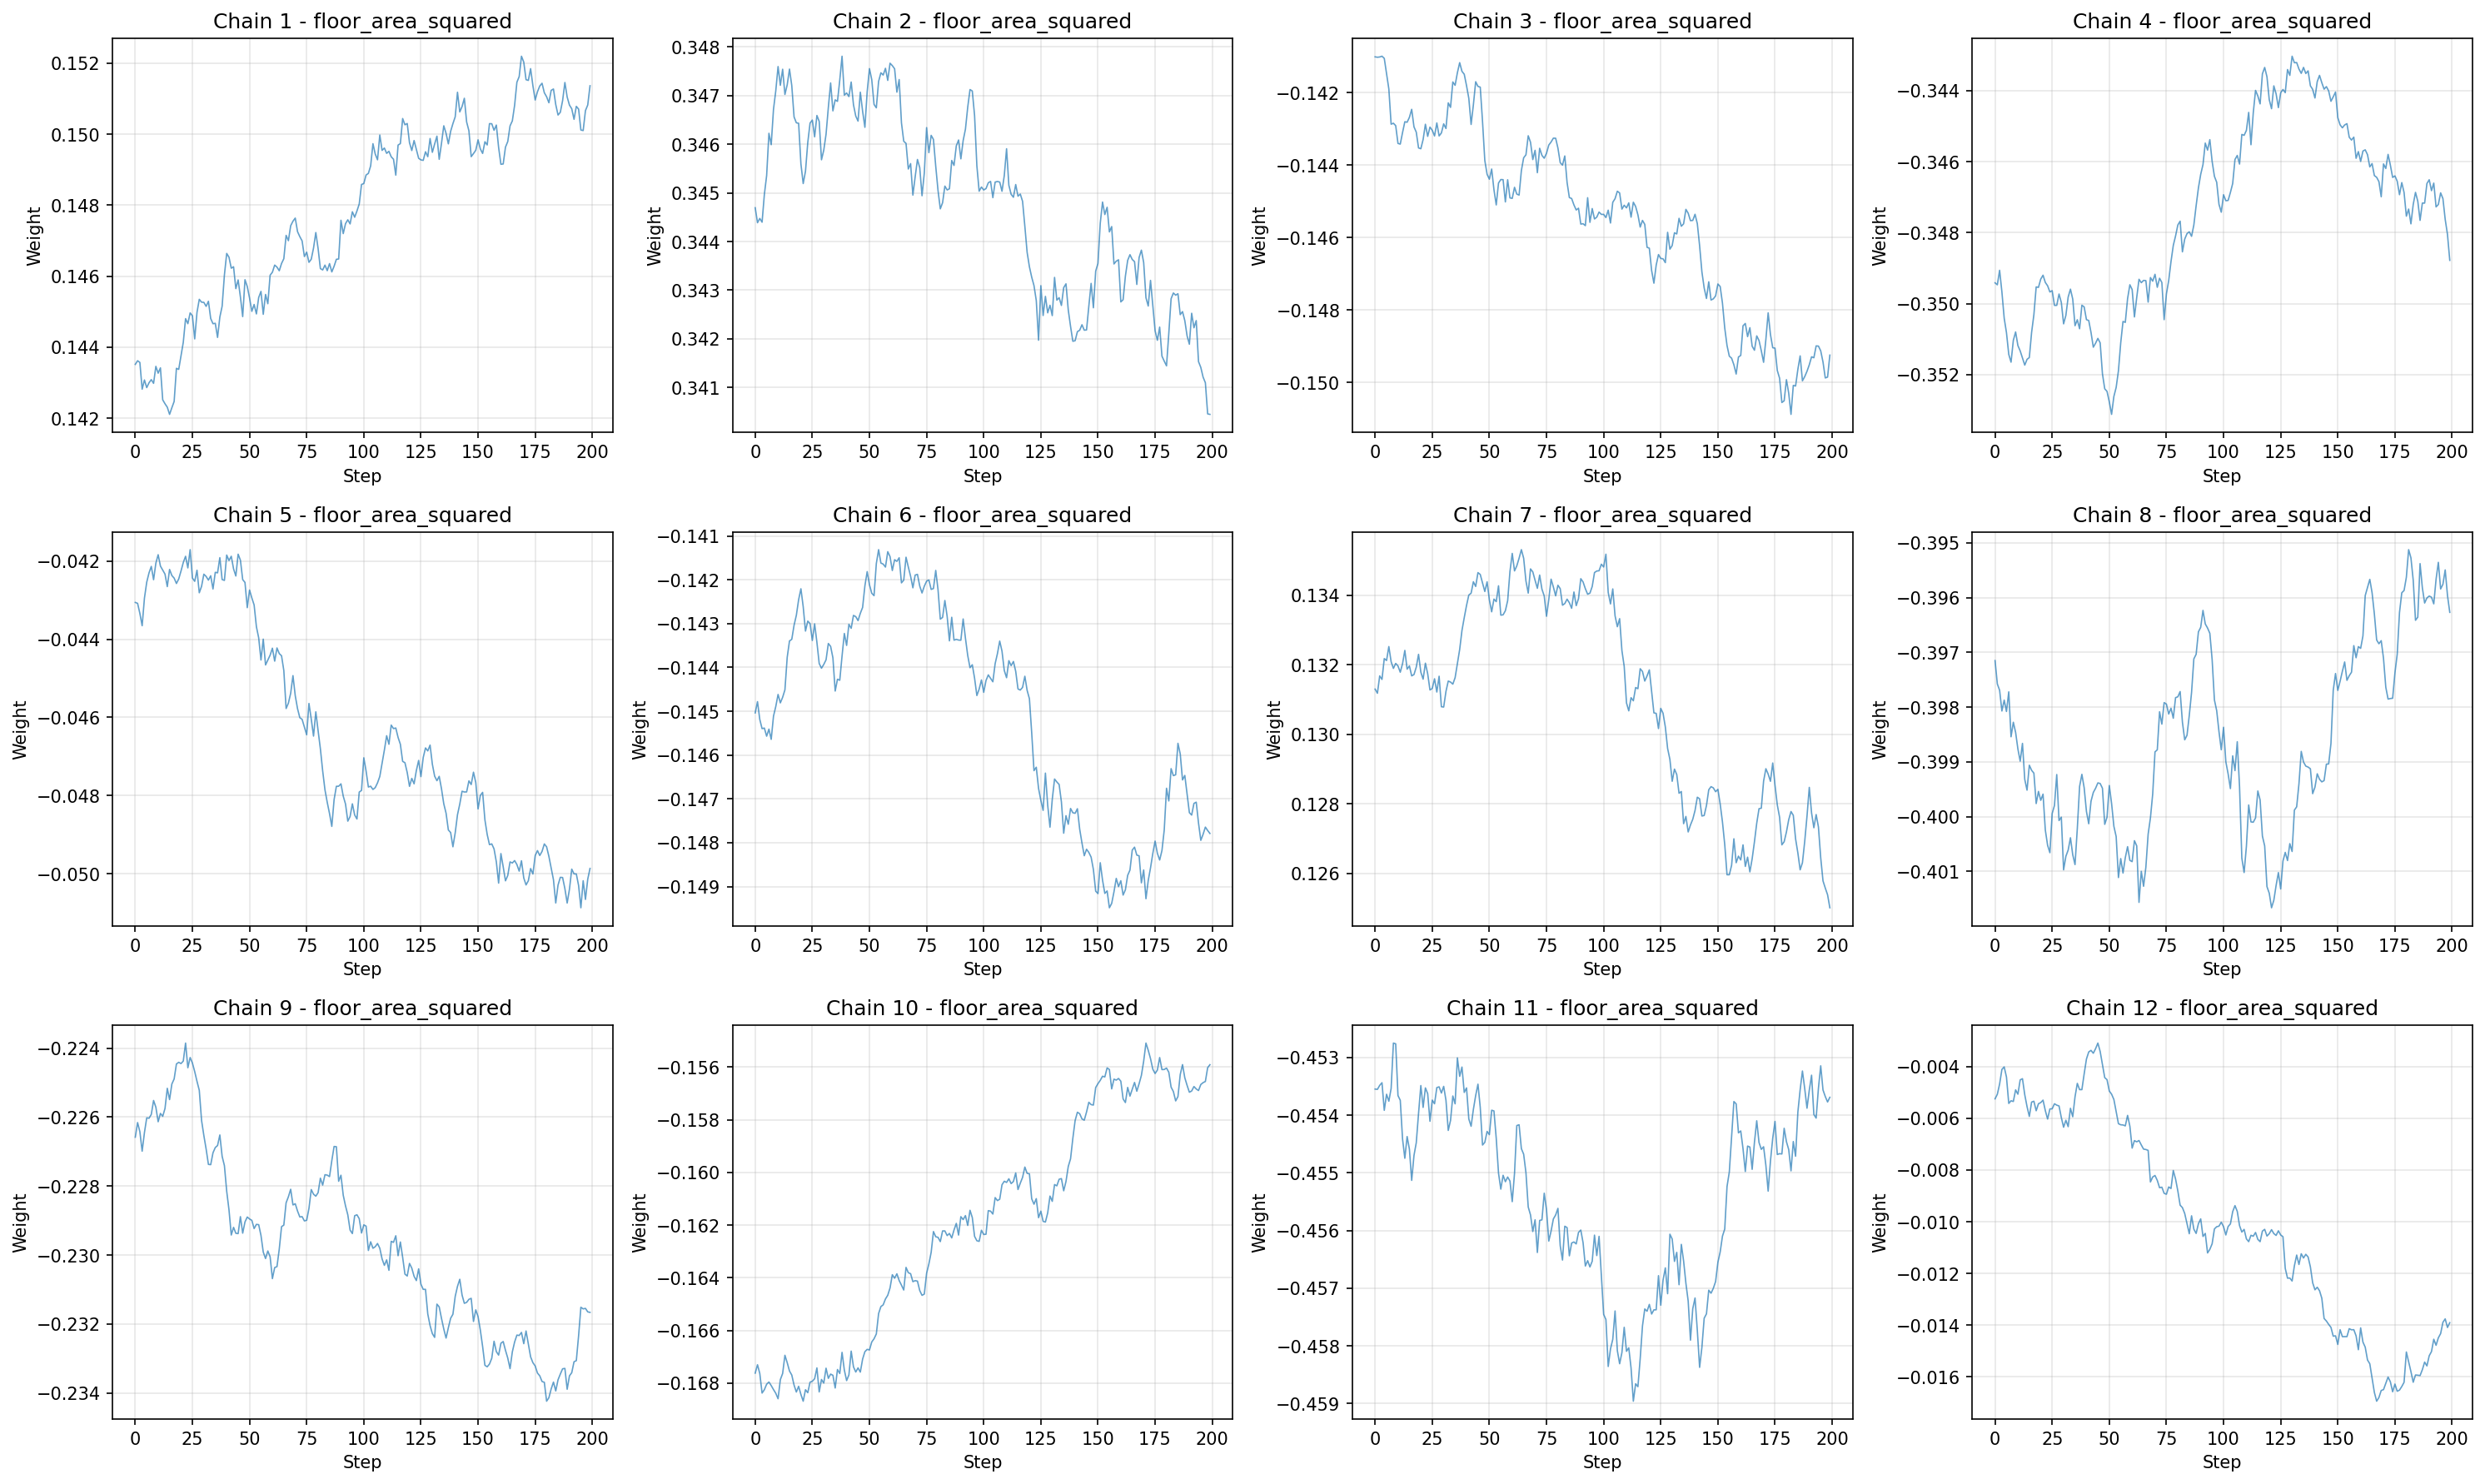 Chain 1 - floor_area_squared
Weight
0.152
0.150
0.148
0.146
0.144
0.142
0 25 50 75 100 125 150 175 200
Step
Chain 2 - floor_area_squared
Weight
0.348
0.347
0.346
0.345
0.344
0.343
0.342
0.341
0 25 50 75 100 125 150 175 200
Step
Chain 3 - floor_area_squared
Weight
−0.142
−0.144
−0.146
−0.148
−0.150
0 25 50 75 100 125 150 175 200
Step
Chain 4 - floor_area_squared
Weight
−0.344
−0.346
−0.348
−0.350
−0.352
0 25 50 75 100 125 150 175 200
Step
Chain 5 - floor_area_squared
Weight
−0.042
−0.044
−0.046
−0.048
−0.050
0 25 50 75 100 125 150 175 200
Step
Chain 6 - floor_area_squared
Weight
−0.141
−0.142
−0.143
−0.144
−0.145
−0.146
−0.147
−0.148
−0.149
0 25 50 75 100 125 150 175 200
Step
Chain 7 - floor_area_squared
Weight
0.134
0.132
0.130
0.128
0.126
0 25 50 75 100 125 150 175 200
Step
Chain 8 - floor_area_squared
Weight
−0.395
−0.396
−0.397
−0.398
−0.399
−0.400
−0.401
0 25 50 75 100 125 150 175 200
Step
Chain 9 - floor_area_squared
Weight
−0.224
−0.226
−0.228
−0.230
−0.232
−0.234
0 25 50 75 100 125 150 175 200
Step
Chain 10 - floor_area_squared
Weight
−0.156
−0.158
−0.160
−0.162
−0.164
−0.166
−0.168
0 25 50 75 100 125 150 175 200
Step
Chain 11 - floor_area_squared
Weight
−0.453
−0.454
−0.455
−0.456
−0.457
−0.458
−0.459
0 25 50 75 100 125 150 175 200
Step
Chain 12 - floor_area_squared
Weight
−0.004
−0.006
−0.008
−0.010
−0.012
−0.014
−0.016
0 25 50 75 100 125 150 175 200
Step